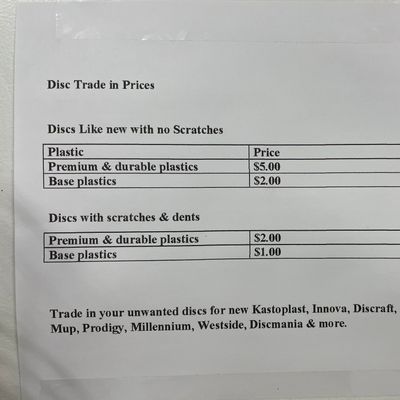 Disc Trade in Prices
Discs Like new with no Scratches
Plastic Price
Premium & durable plastics $5.00
Base plastics $2.00
Discs with scratches & dents
Premium & durable plastics $2.00
Base plastics $1.00
Trade in your unwanted discs for new Kastoplast, Innova, Discraft,
Mup, Prodigy, Millennium, Westside, Discmania & more.